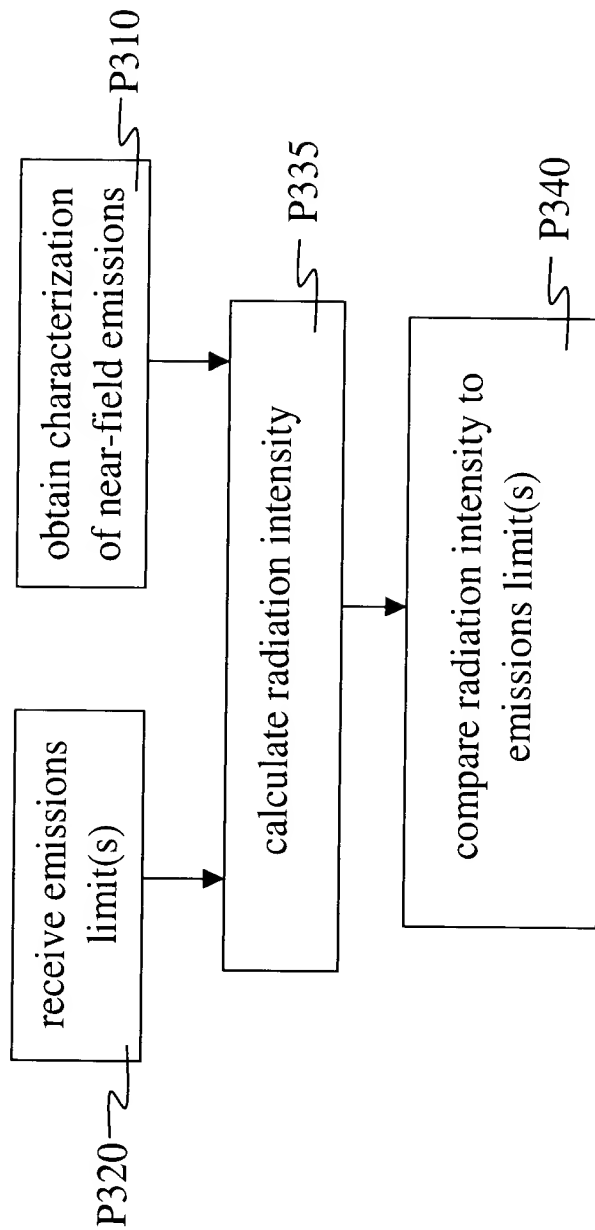 P320
receive emissions
limit(s)
obtain characterization
of near-field emissions
P310
calculate radiation intensity
P335
compare radiation intensity to
emissions limit(s)
P340